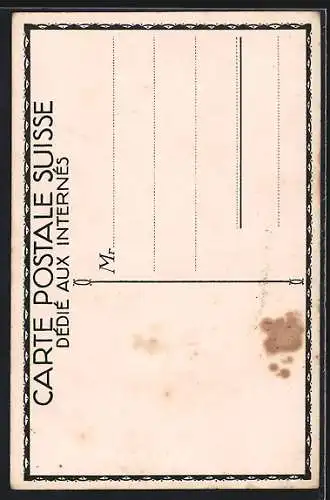 CARTE POSTALE SUISSE
DÉDIÉ AUX INTERNÉS
Mr.